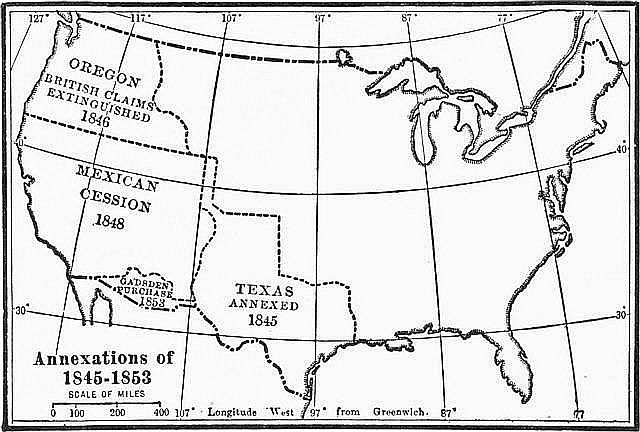 127° 117° 107° 97° 87° 77°
OREGON
BRITISH CLAIMS
EXTINGUISHED
1846
MEXICAN
CESSION
1848
GADSDEN
PURCHASE
1853
TEXAS
ANNEXED
1845
40°
30° 30°
Annexations of
1845-1853
SCALE OF MILES
0 100 200 400
107° Longitude West 97° from Greenwich. 87° 77